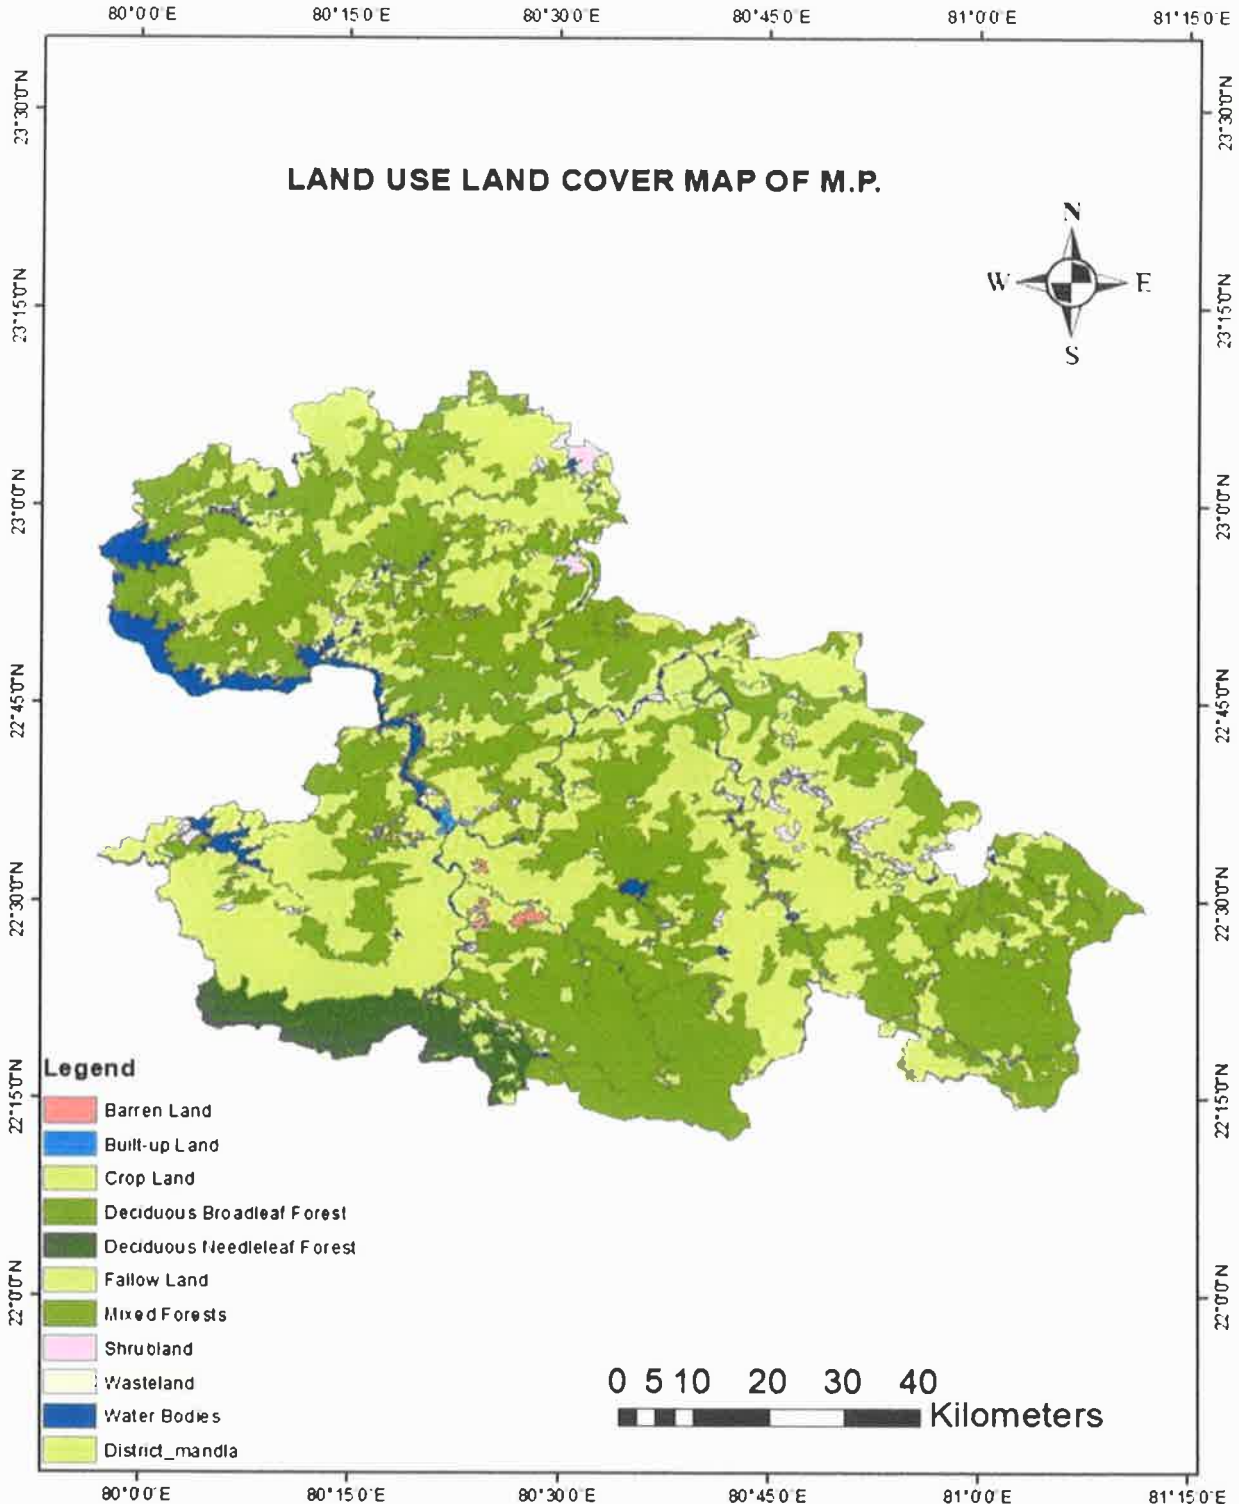 80°0'0"E 80°15'0"E 80°30'0"E 80°45'0"E 81°0'0"E 81°15'0"E
23°30'0"N 23°30'0"N
LAND USE LAND COVER MAP OF M.P.
N
W E
S
23°15'0"N 23°15'0"N
23°0'0"N 23°0'0"N
22°45'0"N 22°45'0"N
22°30'0"N 22°30'0"N
22°15'0"N 22°15'0"N
22°0'0"N 22°0'0"N
Legend
Barren Land
Built-up Land
Crop Land
Deciduous Broadleaf Forest
Deciduous Needleleaf Forest
Fallow Land
Mixed Forests
Shrubland
Wasteland
Water Bodies
District_mandla
0 5 10 20 30 40
Kilometers
80°0'0"E 80°15'0"E 80°30'0"E 80°45'0"E 81°0'0"E 81°15'0"E